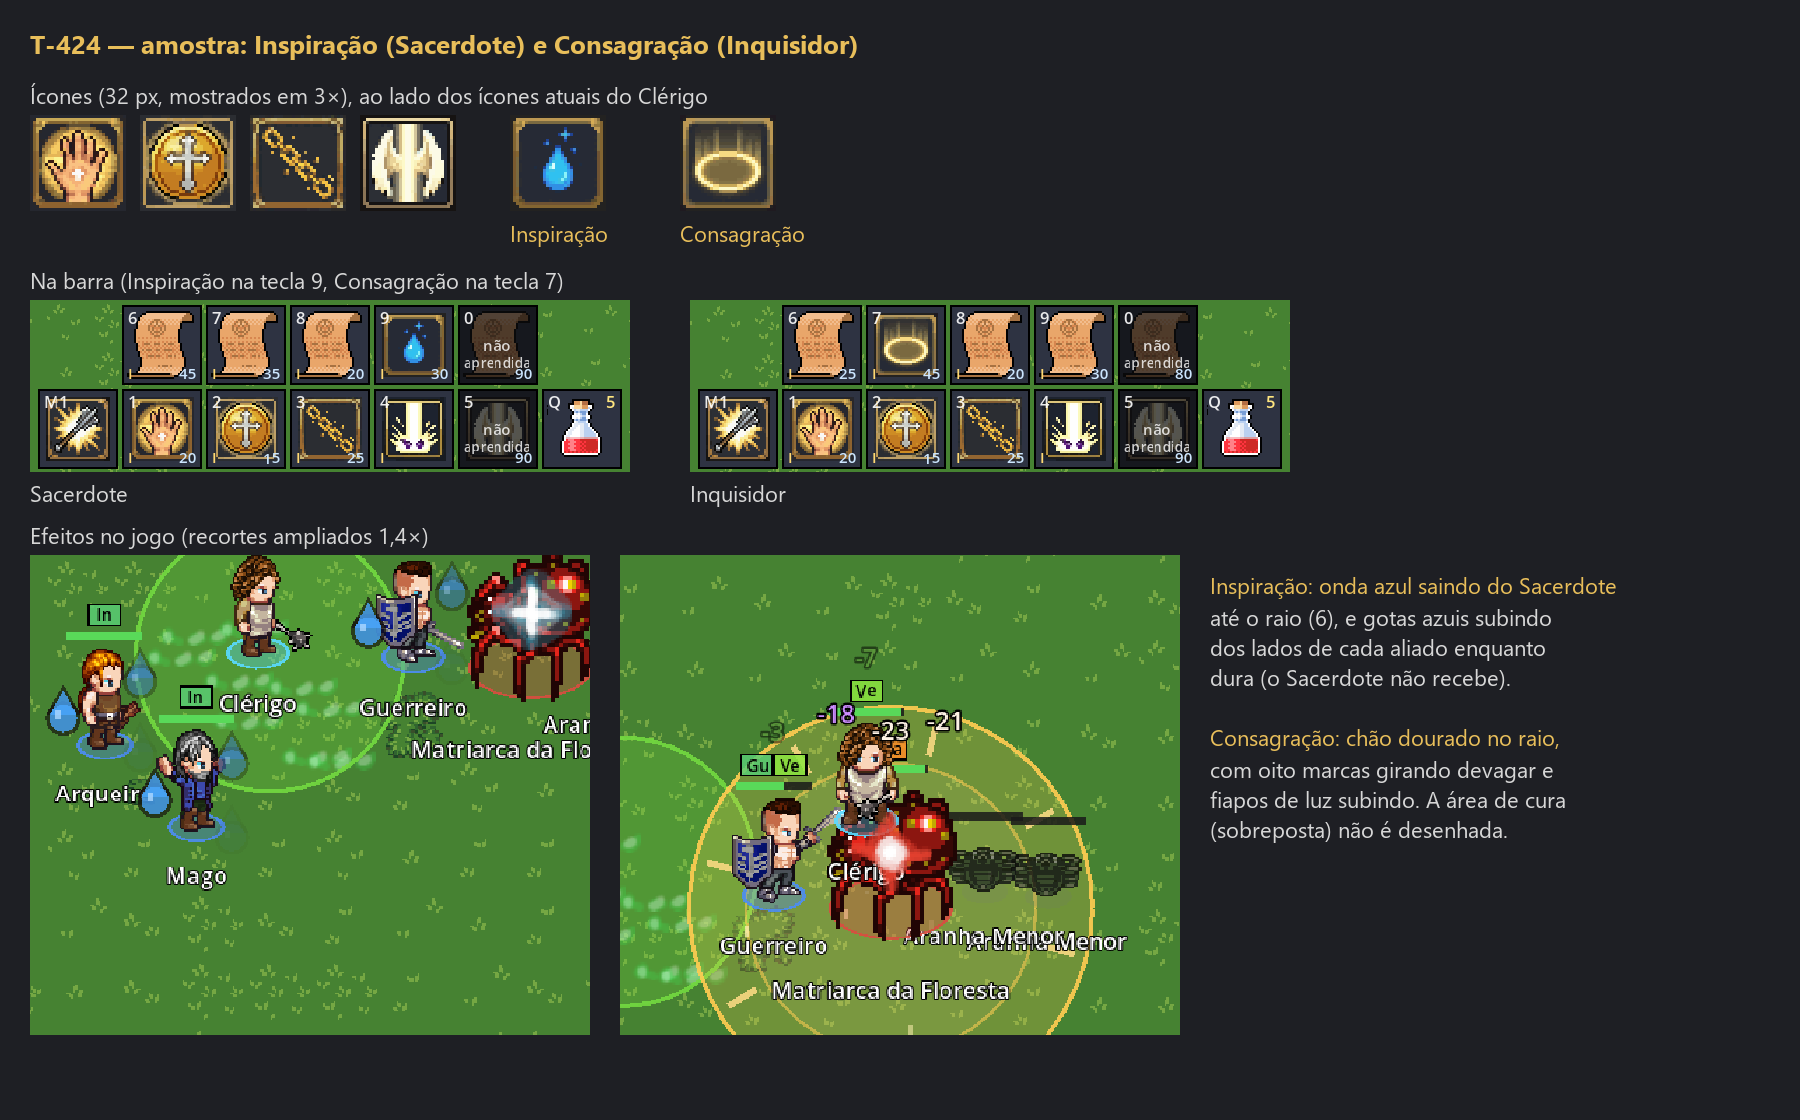 T-424 — amostra: Inspiração (Sacerdote) e Consagração (Inquisidor)
Ícones (32 px, mostrados em 3×), ao lado dos ícones atuais do Clérigo
Inspiração
Consagração
Na barra (Inspiração na tecla 9, Consagração na tecla 7)
6 7 8 9 0
não
aprendida
45 35 20 30 90
M1 1 2 3 4 5 Q 5
não
aprendida
20 15 25 90
6 7 8 9 0
não
aprendida
25 45 20 30 80
M1 1 2 3 4 5 Q 5
não
aprendida
20 15 25 90
Sacerdote
Inquisidor
Efeitos no jogo (recortes ampliados 1,4×)
In
In
Clérigo
Guerreiro
Aran
Matriarca da Flo
Arqueir
Mago
-7
Ve
-18
-23
-21
-3
Gu Ve
Clérigo
Guerreiro
Aranha Menor
Aranha Menor
Matriarca da Floresta
Inspiração: onda azul saindo do Sacerdote
até o raio (6), e gotas azuis subindo
dos lados de cada aliado enquanto
dura (o Sacerdote não recebe).
Consagração: chão dourado no raio,
com oito marcas girando devagar e
fiapos de luz subindo. A área de cura
(sobreposta) não é desenhada.